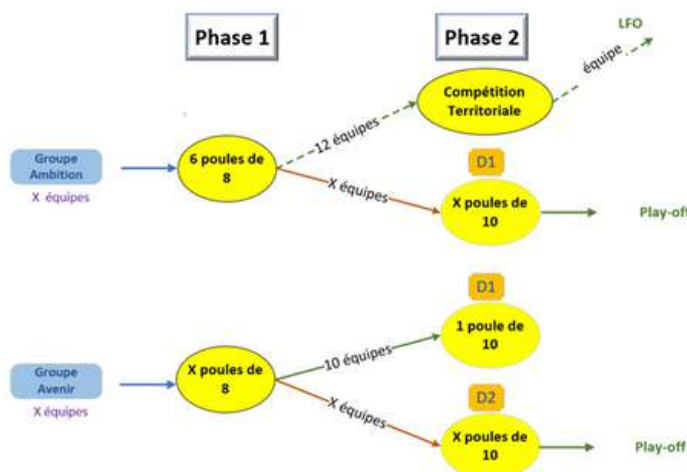 Phase 1
Phase 2
LFO
équipe
Compétition
Territoriale
12 équipes
Groupe
Ambition
X équipes
6 poules de
8
X équipes
D1
X poules de
10
Play-off
D1
1 poule de
10
10 équipes
Groupe
Avenir
X équipes
X poules de
8
X équipes
D2
X poules de
10
Play-off